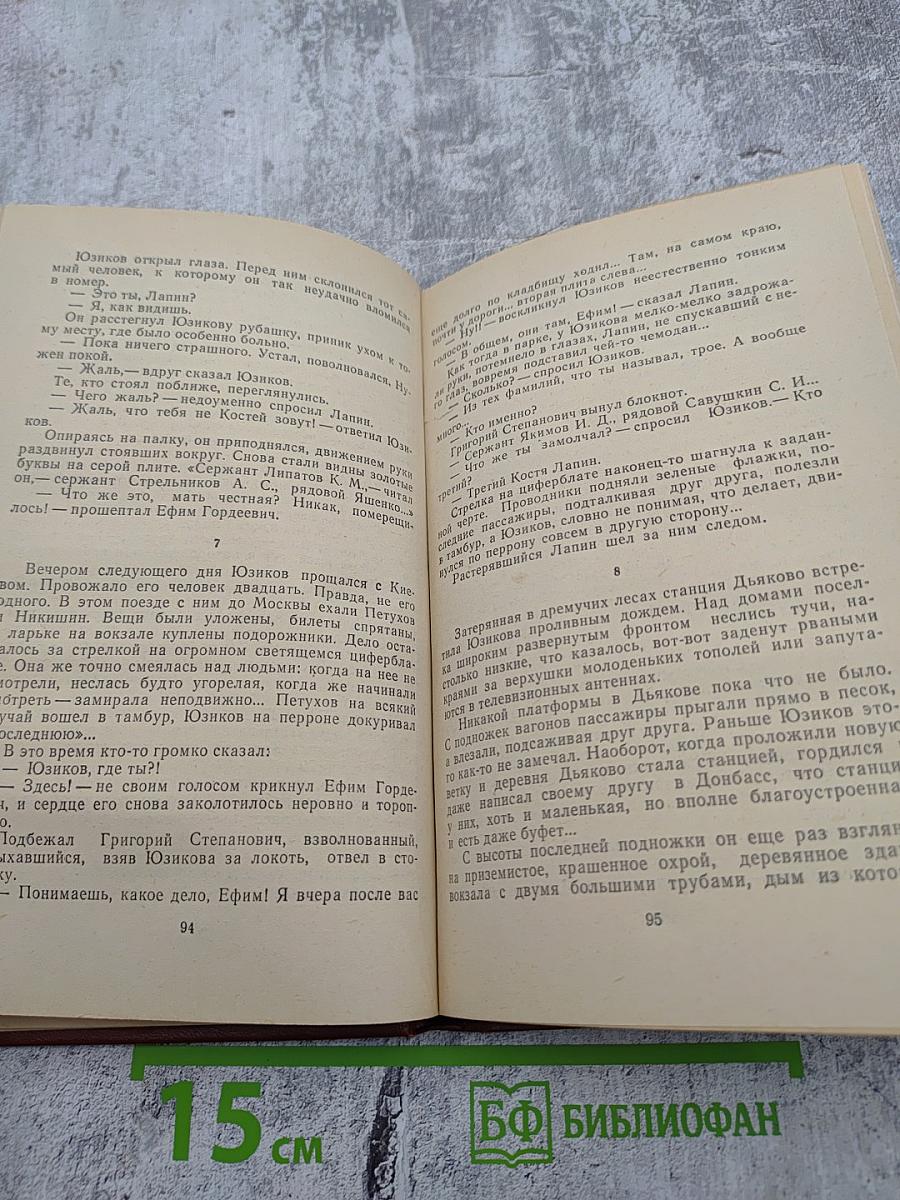 Юзиков открыл глаза. Перед ним склонился тот са-
мый человек, к которому он так неудачно вломился
в номер.
— Это ты, Лапин?
— Я, как видишь.
Он расстегнул Юзикову рубашку, приник ухом к то-
му месту, где было особенно больно.
— Пока ничего страшного. Устал, поволновался. Ну-
жен покой.
— Жаль,— вдруг сказал Юзиков.
Те, кто стоял поближе, переглянулись.
— Чего жаль? — недоуменно спросил Лапин.
— Жаль, что тебя не Костей зовут! — ответил Юзи-
ков.
Опираясь на палку, он приподнялся, движением руки
раздвинул стоявших вокруг. Снова стали видны золотые
буквы на серой плите. «Сержант Липатов К. М.,— читал
он,— сержант Стрельников А. С., рядовой Яшенко...»
— Что же это, мать честная? Никак, померещи-
лось! — прошептал Ефим Гордеевич.
7
Вечером следующего дня Юзиков прощался с Кие-
вом. Провожало его человек двадцать. Правда, не его
одного. В этом поезде с ним до Москвы ехали Петухов
и Никишин. Вещи были уложены, билеты спрятаны,
ларьке на вокзале куплены подорожники. Дело оста-
алось за стрелкой на огромном светящемся цифербла-
е. Она же точно смеялась над людьми: когда на нее не
мотрели, неслась будто угорелая, когда же начинали
мотреть — замирала неподвижно... Петухов на всякий
учай вошел в тамбур, Юзиков на перроне докуривал
оследнюю»...
В это время кто-то громко сказал:
— Юзиков, где ты?!
— Здесь! — не своим голосом крикнул Ефим Горде-
ч, и сердце его снова заколотилось неровно и тороп-
о.
Подбежал Григорий Степанович, взволнованный,
ыхавшийся, взяв Юзикова за локоть, отвел в сто-
ку.
— Понимаешь, какое дело, Ефим! Я вчера после вас
94
еще долго по кладбищу ходил... Там, на самом краю,
почти у дороги... вторая плита слева...
— Ну!! — воскликнул Юзиков неестественно тонким
голосом.
— В общем, они там, Ефим! — сказал Лапин.
Как тогда в парке, у Юзикова мелко-мелко задрожа-
ли руки, потемнело в глазах. Лапин, не спускавший с не-
го глаз, вовремя подставил чей-то чемодан...
— Сколько? — спросил Юзиков.
— Из тех фамилий, что ты называл, трое. А вообще
много...
— Кто именно?
Григорий Степанович вынул блокнот.
— Сержант Якимов И. Д., рядовой Савушкин С. И...
— Что же ты замолчал? — спросил Юзиков.— Кто
третий?
— Третий Костя Лапин.
Стрелка на циферблате наконец-то шагнула к задан-
ной черте. Проводники подняли зеленые флажки, по-
следние пассажиры, подталкивая друг друга, полезли
в тамбур, а Юзиков, словно не понимая, что делает, дви-
нулся по перрону совсем в другую сторону...
Растерявшийся Лапин шел за ним следом.
8
Затерянная в дремучих лесах станция Дьяково встре-
тила Юзикова проливным дождем. Над домами посел-
ка широким развернутым фронтом неслись тучи, на-
столько низкие, что казалось, вот-вот заденут рваными
краями за верхушки молоденьких тополей или запута-
ются в телевизионных антеннах.
Никакой платформы в Дьякове пока что не было.
С подножек вагонов пассажиры прыгали прямо в песок,
а влезали, подсаживая друг друга. Раньше Юзиков это-
го как-то не замечал. Наоборот, когда проложили новую
ветку и деревня Дьяково стала станцией, гордился
даже написал своему другу в Донбасс, что станци
у них, хоть и маленькая, но вполне благоустроенна
и есть даже буфет...
С высоты последней подножки он еще раз взглян
на приземистое, крашенное охрой, деревянное зда
вокзала с двумя большими трубами, дым из кото
95
15 см
БФ БИБЛИОФАН